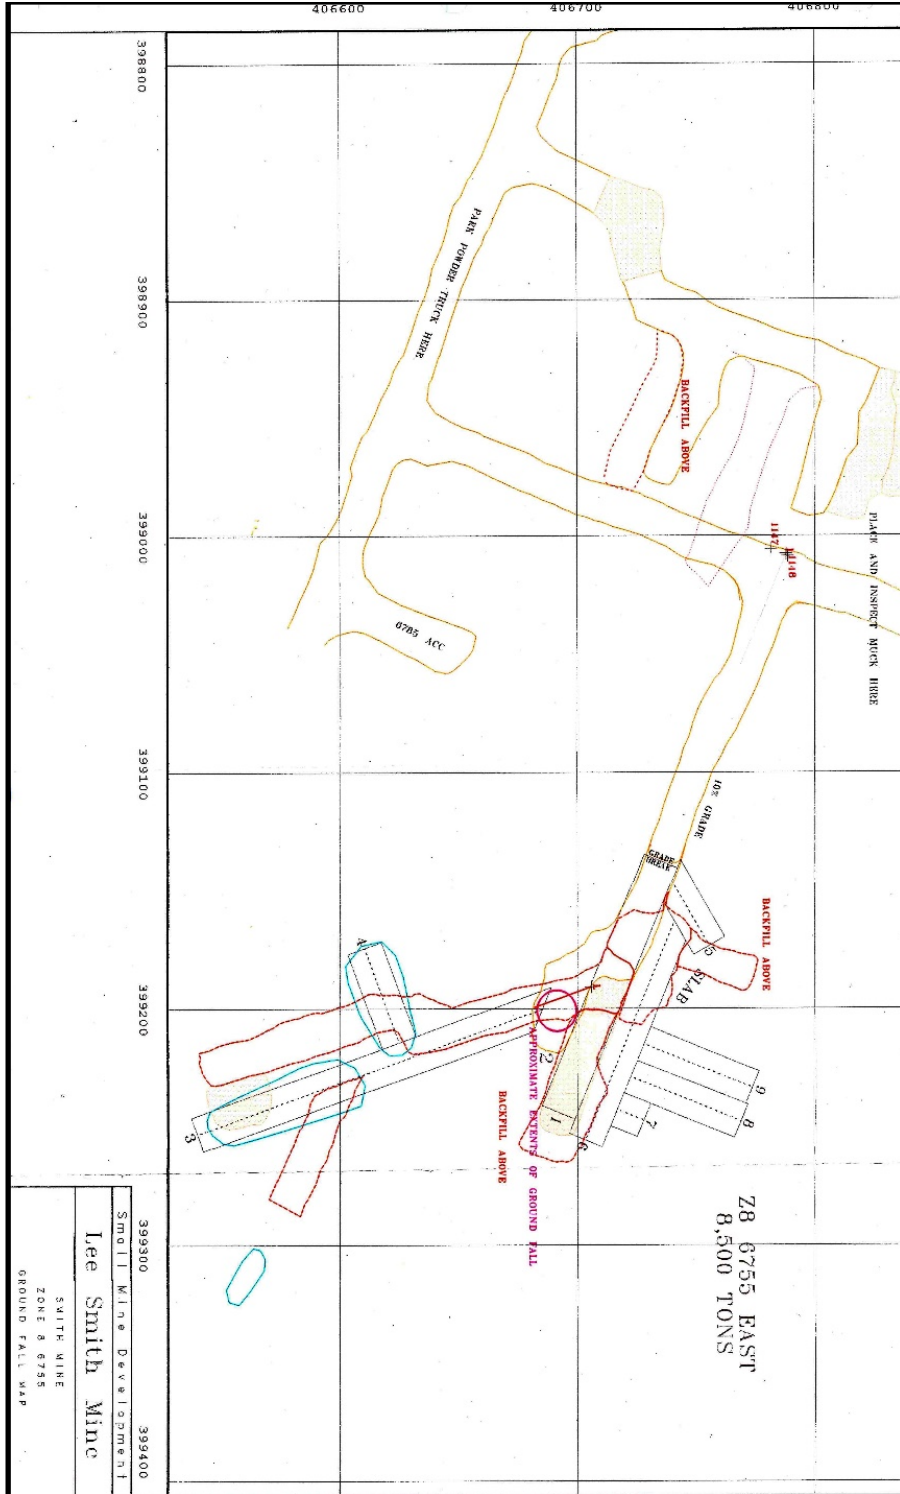 406600
406700
406800
398800
398900
399000
399100
399200
399300
399400
PARK POWDER TRUCK HERE
BACKFILL ABOVE
1147
1148
PLACE AND INSPECT MUCK HERE
6785 ACC
10% GRADE
GRADE
BREAK
BACKFILL ABOVE
SLAB
5
4
2
1
6
7
8
9
3
APPROXIMATE EXTENTS OF GROUND FALL
BACKFILL ABOVE
Z8 6755 EAST
8,500 TONS
Small Mine Development
Lee Smith Mine
SMITH MINE
ZONE 8 6755
GROUND FALL MAP